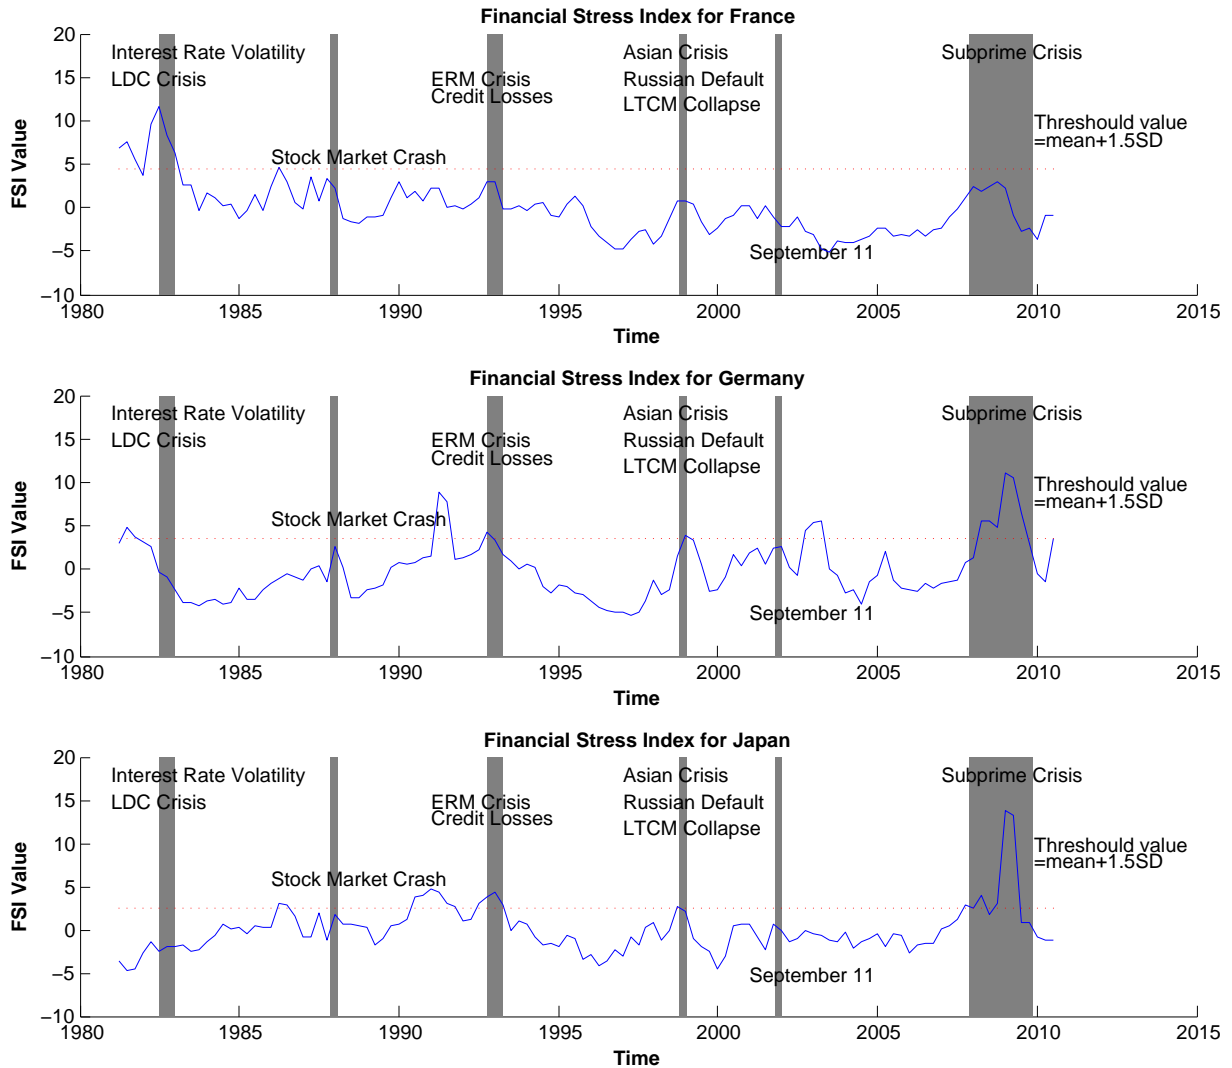 Financial Stress Index for France
20
15
10
5
0
−5
−10
FSI Value
Interest Rate Volatility
LDC Crisis
Stock Market Crash
ERM Crisis
Credit Losses
Asian Crisis
Russian Default
LTCM Collapse
September 11
Subprime Crisis
Threshould value
=mean+1.5SD
1980 1985 1990 1995 2000 2005 2010 2015
Time
Financial Stress Index for Germany
20
15
10
5
0
−5
−10
FSI Value
Interest Rate Volatility
LDC Crisis
Stock Market Crash
ERM Crisis
Credit Losses
Asian Crisis
Russian Default
LTCM Collapse
September 11
Subprime Crisis
Threshould value
=mean+1.5SD
1980 1985 1990 1995 2000 2005 2010 2015
Time
Financial Stress Index for Japan
20
15
10
5
0
−5
−10
FSI Value
Interest Rate Volatility
LDC Crisis
Stock Market Crash
ERM Crisis
Credit Losses
Asian Crisis
Russian Default
LTCM Collapse
September 11
Subprime Crisis
Threshould value
=mean+1.5SD
1980 1985 1990 1995 2000 2005 2010 2015
Time